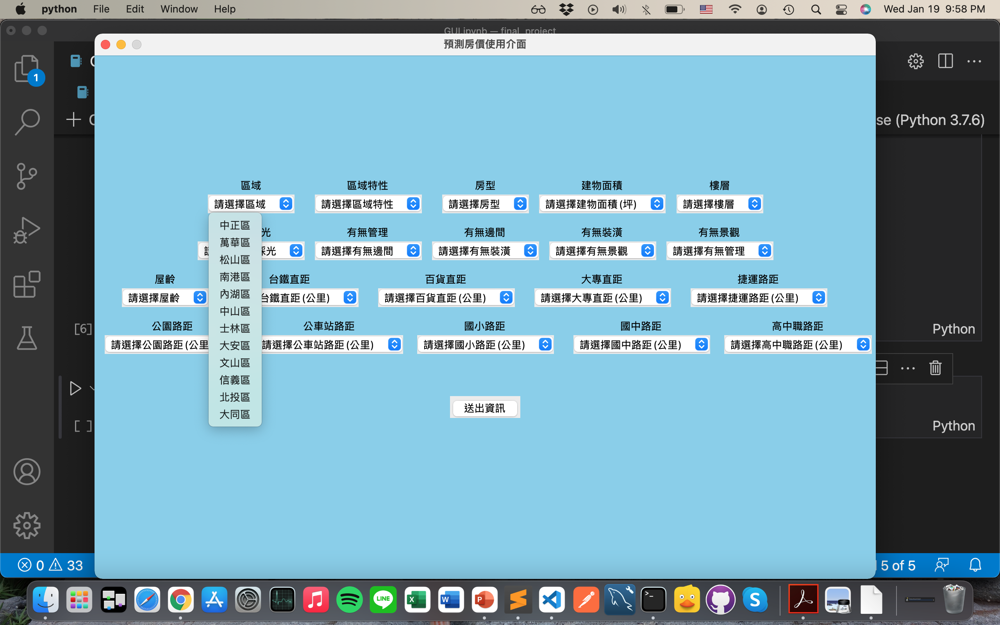 python File Edit Window Help Wed Jan 19 9:58 PM
GUI.ipynb — final_project
預測房價使用介面
1
se (Python 3.7.6)
區域 區域特性 房型 建物面積 樓層
請選擇區域 請選擇區域特性 請選擇房型 請選擇建物面積(坪) 請選擇樓層
中正區
光 有無管理 有無邊間 有無裝潢 有無景觀
萬華區
採光 請選擇有無邊間 請選擇有無裝潢 請選擇有無景觀 請選擇有無管理
松山區
屋齡 南港區 台鐵直距 百貨直距 大專直距 捷運路距
請選擇屋齡 內湖區 台鐵直距(公里) 請選擇百貨直距(公里) 請選擇大專直距(公里) 請選擇捷運路距(公里)
中山區
公園路距 士林區 公車站路距 國小路距 國中路距 高中職路距
[6] Python
請選擇公園路距(公里 大安區 請選擇公車站路距(公里) 請選擇國小路距(公里) 請選擇國中路距(公里) 請選擇高中職路距(公里)
文山區
信義區
北投區
送出資訊
大同區
[ ] Python
0 33 5 of 5
LINE X W P >_ S